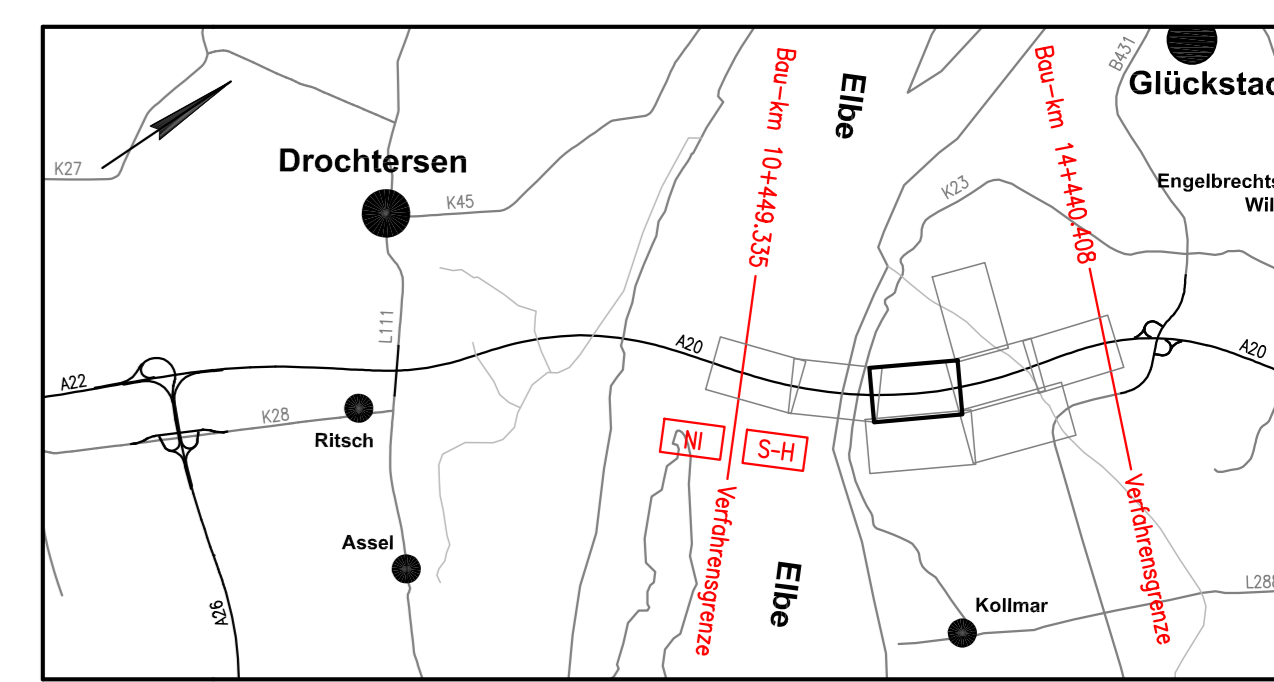 Bau-km 10+449.335
Elbe
Bau-km 14+440.408
B431
Glückstad
K27
Drochtersen
K45
K23
Engelbrechts
Wil
L111
A20
A20
A22
K28
Ritsch
NI
S-H
Assel
Verfahrensgrenze
Elbe
Verfahrensgrenze
A26
Kollmar
L288